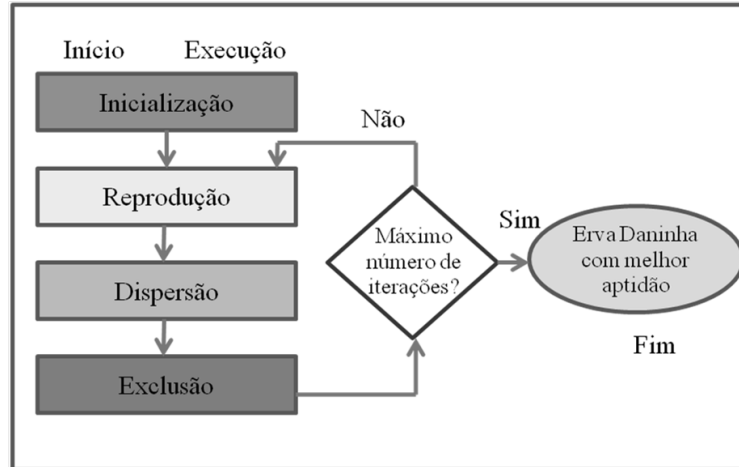 Início
Execução
Inicialização
Não
Reprodução
Sim
Máximo
número de
iterações?
Erva Daninha
com melhor
aptidão
Dispersão
Fim
Exclusão